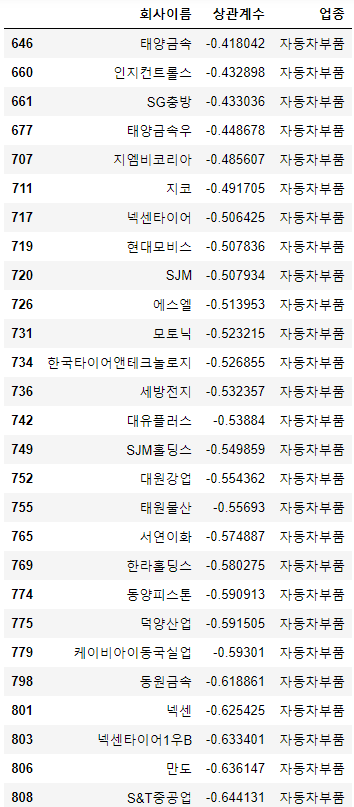 회사이름 상관계수 업종
646 태양금속 -0.418042 자동차부품
660 인지컨트롤스 -0.432898 자동차부품
661 SG충방 -0.433036 자동차부품
677 태양금속우 -0.448678 자동차부품
707 지엠비코리아 -0.485607 자동차부품
711 지코 -0.491705 자동차부품
717 넥센타이어 -0.506425 자동차부품
719 현대모비스 -0.507836 자동차부품
720 SJM -0.507934 자동차부품
726 에스엘 -0.513953 자동차부품
731 모토닉 -0.523215 자동차부품
734 한국타이어앤테크놀로지 -0.526855 자동차부품
736 세방전지 -0.532357 자동차부품
742 대유플러스 -0.53884 자동차부품
749 SJM홀딩스 -0.549859 자동차부품
752 대원강업 -0.554362 자동차부품
755 태원물산 -0.55693 자동차부품
765 서연이화 -0.574887 자동차부품
769 한라홀딩스 -0.580275 자동차부품
774 동양피스톤 -0.590913 자동차부품
775 덕양산업 -0.591505 자동차부품
779 케이비아이동국실업 -0.59301 자동차부품
798 동원금속 -0.618861 자동차부품
801 넥센 -0.625425 자동차부품
803 넥센타이어1우B -0.633401 자동차부품
806 만도 -0.636147 자동차부품
808 S&T중공업 -0.644131 자동차부품